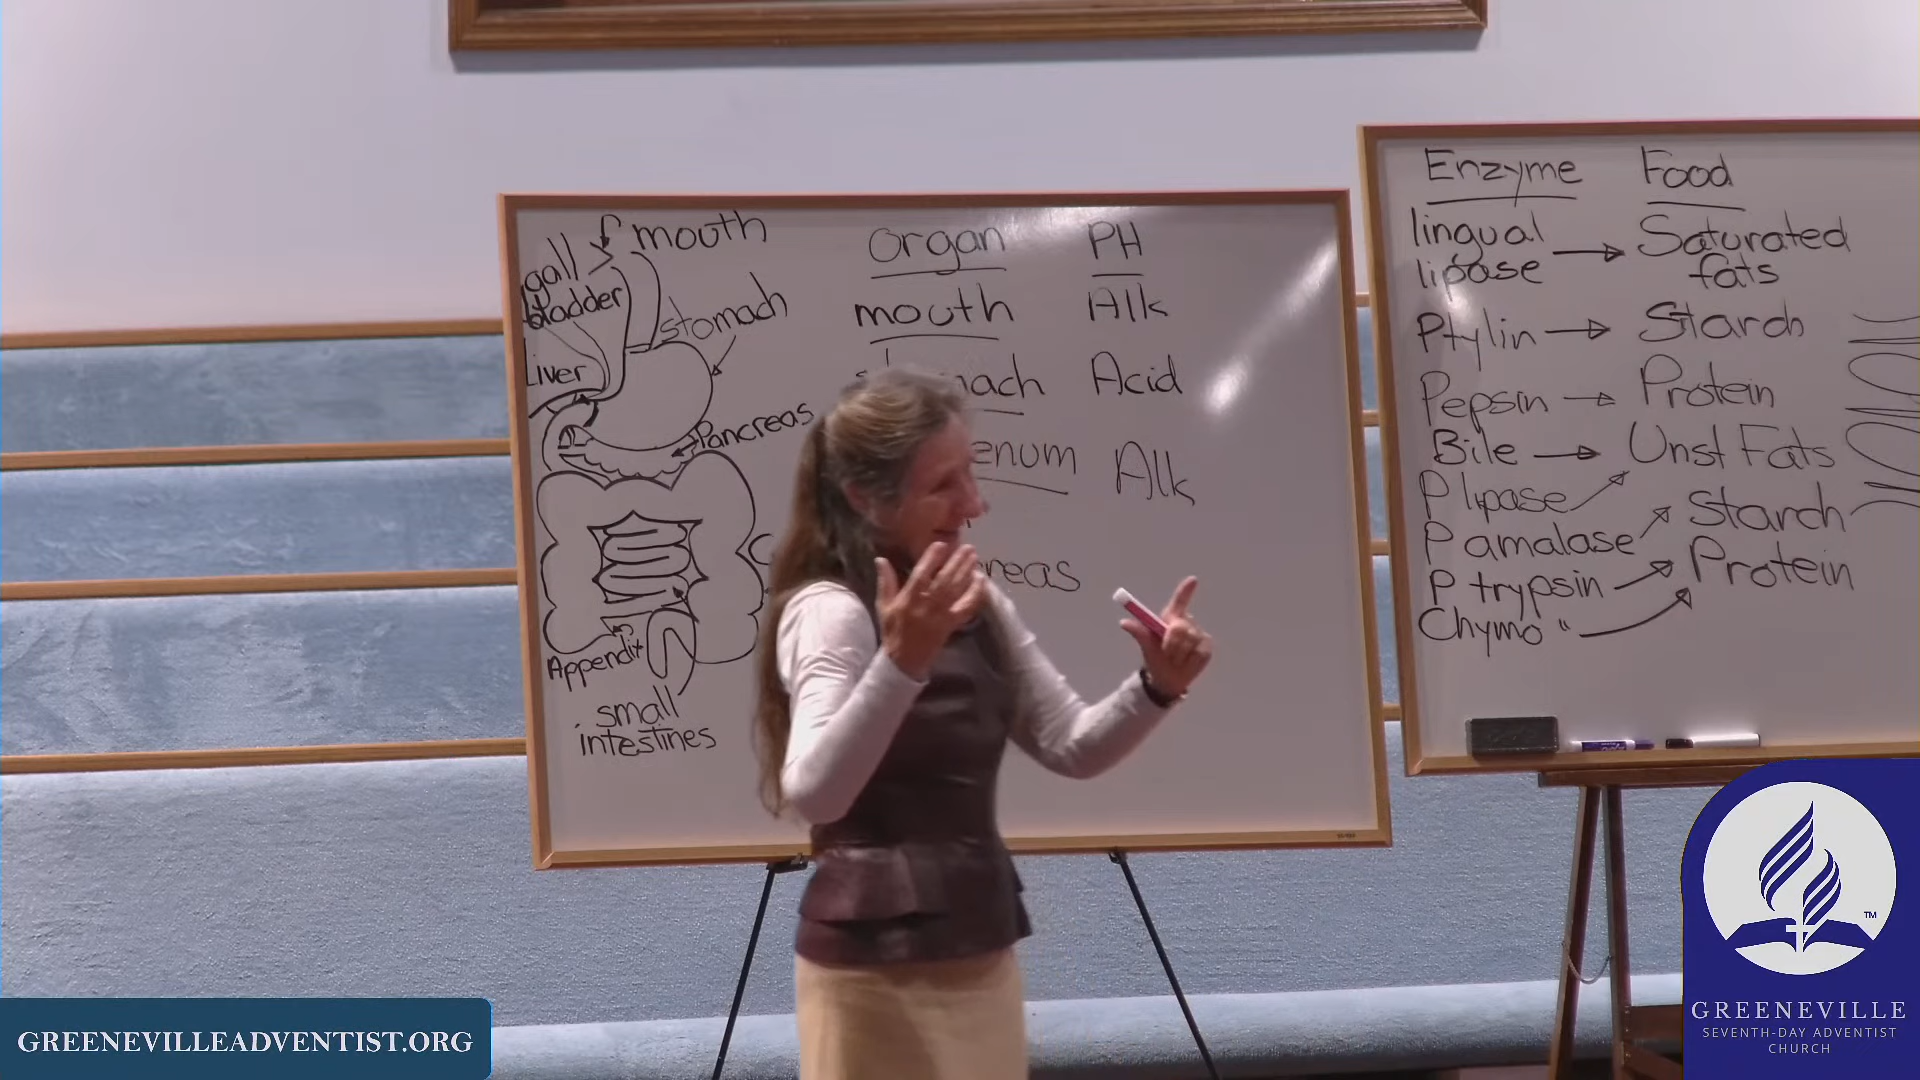 mouth
gall
bladder
stomach
Liver
Pancreas
Appendix
small
intestines
Organ PH
mouth Alk
Acid
Alk
Enzyme Food
lingual
lipase
Saturated
fats
Ptylin Starch
Pepsin Protein
Bile Unst Fats
P lipase
P amalase Starch
P trypsin Protein
Chymo "
GREENEVILLEADVENTIST.ORG
TM
GREENEVILLE
SEVENTH-DAY ADVENTIST
CHURCH